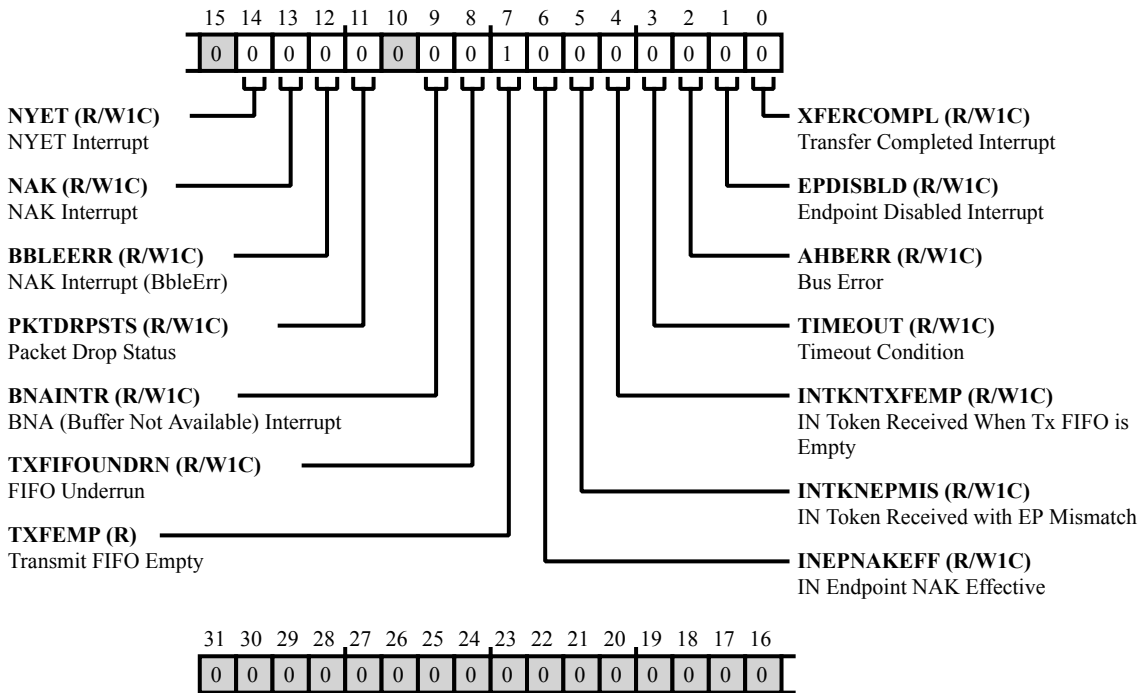 15 14 13 12 11 10 9 8 7 6 5 4 3 2 1 0
0 0 0 0 0 0 0 0 1 0 0 0 0 0 0 0
NYET (R/W1C)
NYET Interrupt
NAK (R/W1C)
NAK Interrupt
BBLEERR (R/W1C)
NAK Interrupt (BbleErr)
PKTDRPSTS (R/W1C)
Packet Drop Status
BNAINTR (R/W1C)
BNA (Buffer Not Available) Interrupt
TXFIFOUNDRN (R/W1C)
FIFO Underrun
TXFEMP (R)
Transmit FIFO Empty
XFERCOMPL (R/W1C)
Transfer Completed Interrupt
EPDISBLD (R/W1C)
Endpoint Disabled Interrupt
AHBERR (R/W1C)
Bus Error
TIMEOUT (R/W1C)
Timeout Condition
INTKNTXFEMP (R/W1C)
IN Token Received When Tx FIFO is
Empty
INTKNEPMIS (R/W1C)
IN Token Received with EP Mismatch
INEPNAKEFF (R/W1C)
IN Endpoint NAK Effective
31 30 29 28 27 26 25 24 23 22 21 20 19 18 17 16
0 0 0 0 0 0 0 0 0 0 0 0 0 0 0 0